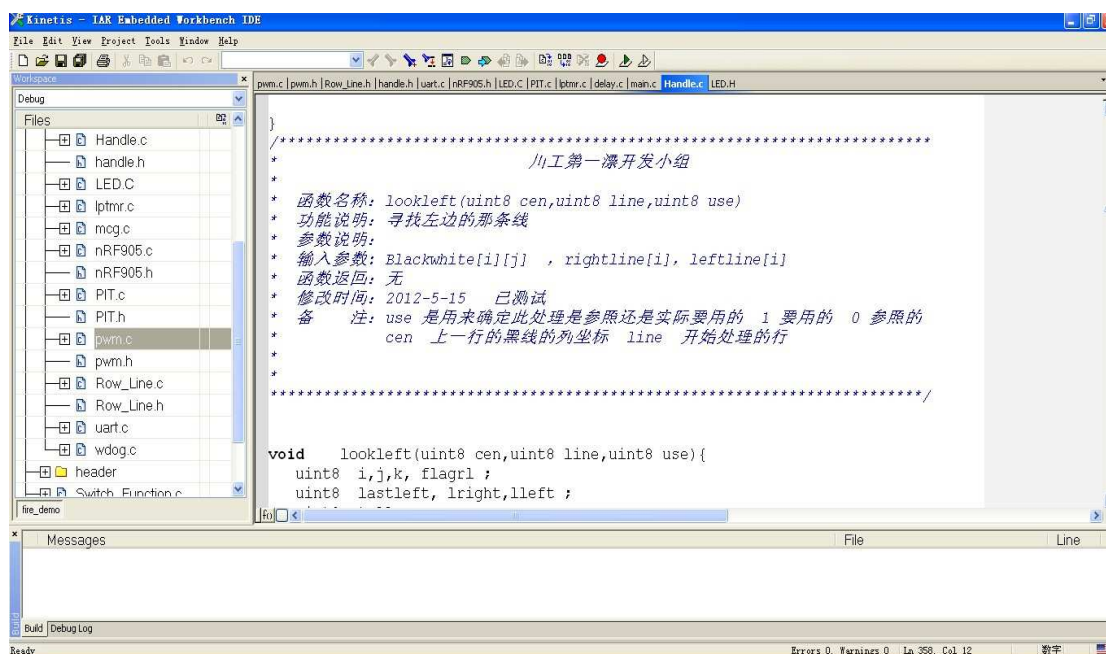 Kinetis - IAR Embedded Workbench IDE
File Edit View Project Tools Window Help
Workspace
Debug
Files
Handle.c
handle.h
LED.C
lptmr.c
mcg.c
nRF905.c
nRF905.h
PIT.c
PIT.h
pwm.c
pwm.h
Row_Line.c
Row_Line.h
uart.c
wdog.c
header
Switch_Function.c
fire_demo
pwm.c | pwm.h | Row_Line.h | handle.h | uart.c | nRF905.h | LED.C | PIT.c | lptmr.c | delay.c | main.c Handle.c LED.H
}
/**************************************************************************
* 川工第一漂开发小组
*
* 函数名称: lookleft(uint8 cen,uint8 line,uint8 use)
* 功能说明: 寻找左边的那条线
* 参数说明:
* 输入参数: Blackwhite[i][j] , rightline[i], leftline[i]
* 函数返回: 无
* 修改时间: 2012-5-15 已测试
* 备 注: use 是用来确定此处理是参照还是实际要用的 1 要用的 0 参照的
* cen 上一行的黑线的列坐标 line 开始处理的行
*
*
**************************************************************************/
void lookleft(uint8 cen,uint8 line,uint8 use){
uint8 i,j,k, flagrl ;
uint8 lastleft, lright,lleft ;
f()
Messages File Line
Build
Build Debug Log
Ready Errors 0, Warnings 0 Ln 358, Col 12 数字